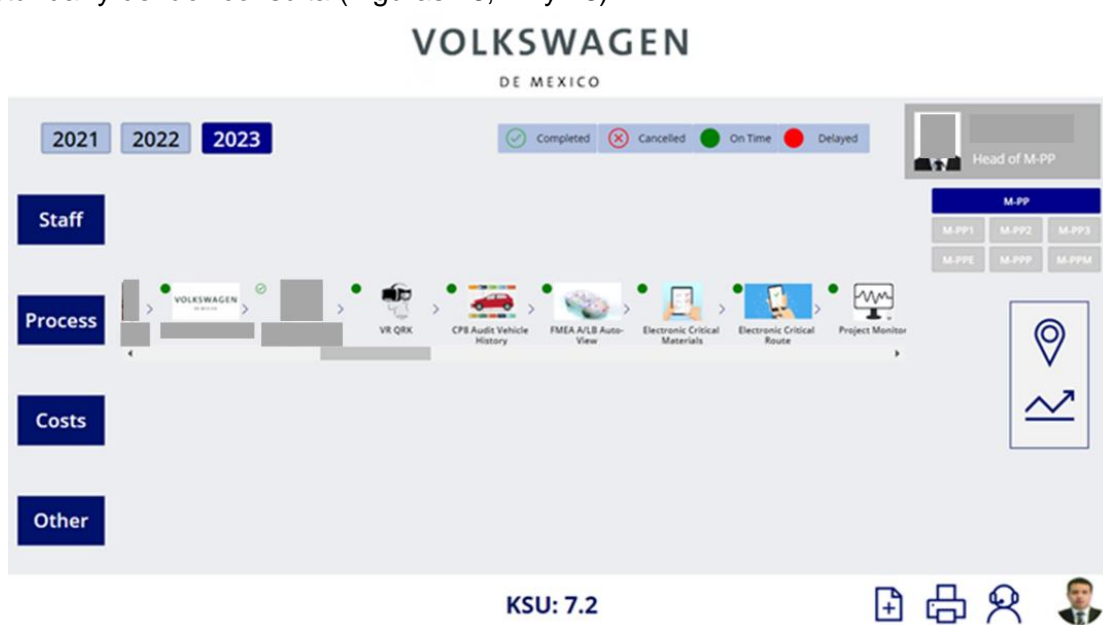 VOLKSWAGEN
DE MEXICO
2021 2022 2023
Completed Cancelled On Time Delayed
Head of M-PP
M-PP
M-PP1 M-PP2 M-PP3
M-PPE M-PPP M-PPM
Staff
Process
VOLKSWAGEN
VR QRK
CP8 Audit Vehicle
History
FMEA A/LB Auto-
View
Electronic Critical
Materials
Electronic Critical
Route
Project Monitor
Costs
Other
KSU: 7.2